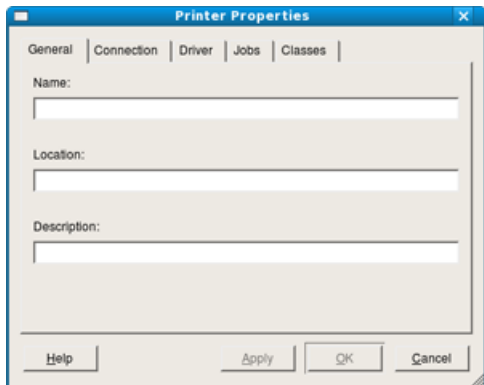 Printer Properties
General Connection Driver Jobs Classes
Name:
Location:
Description:
Help Apply OK Cancel